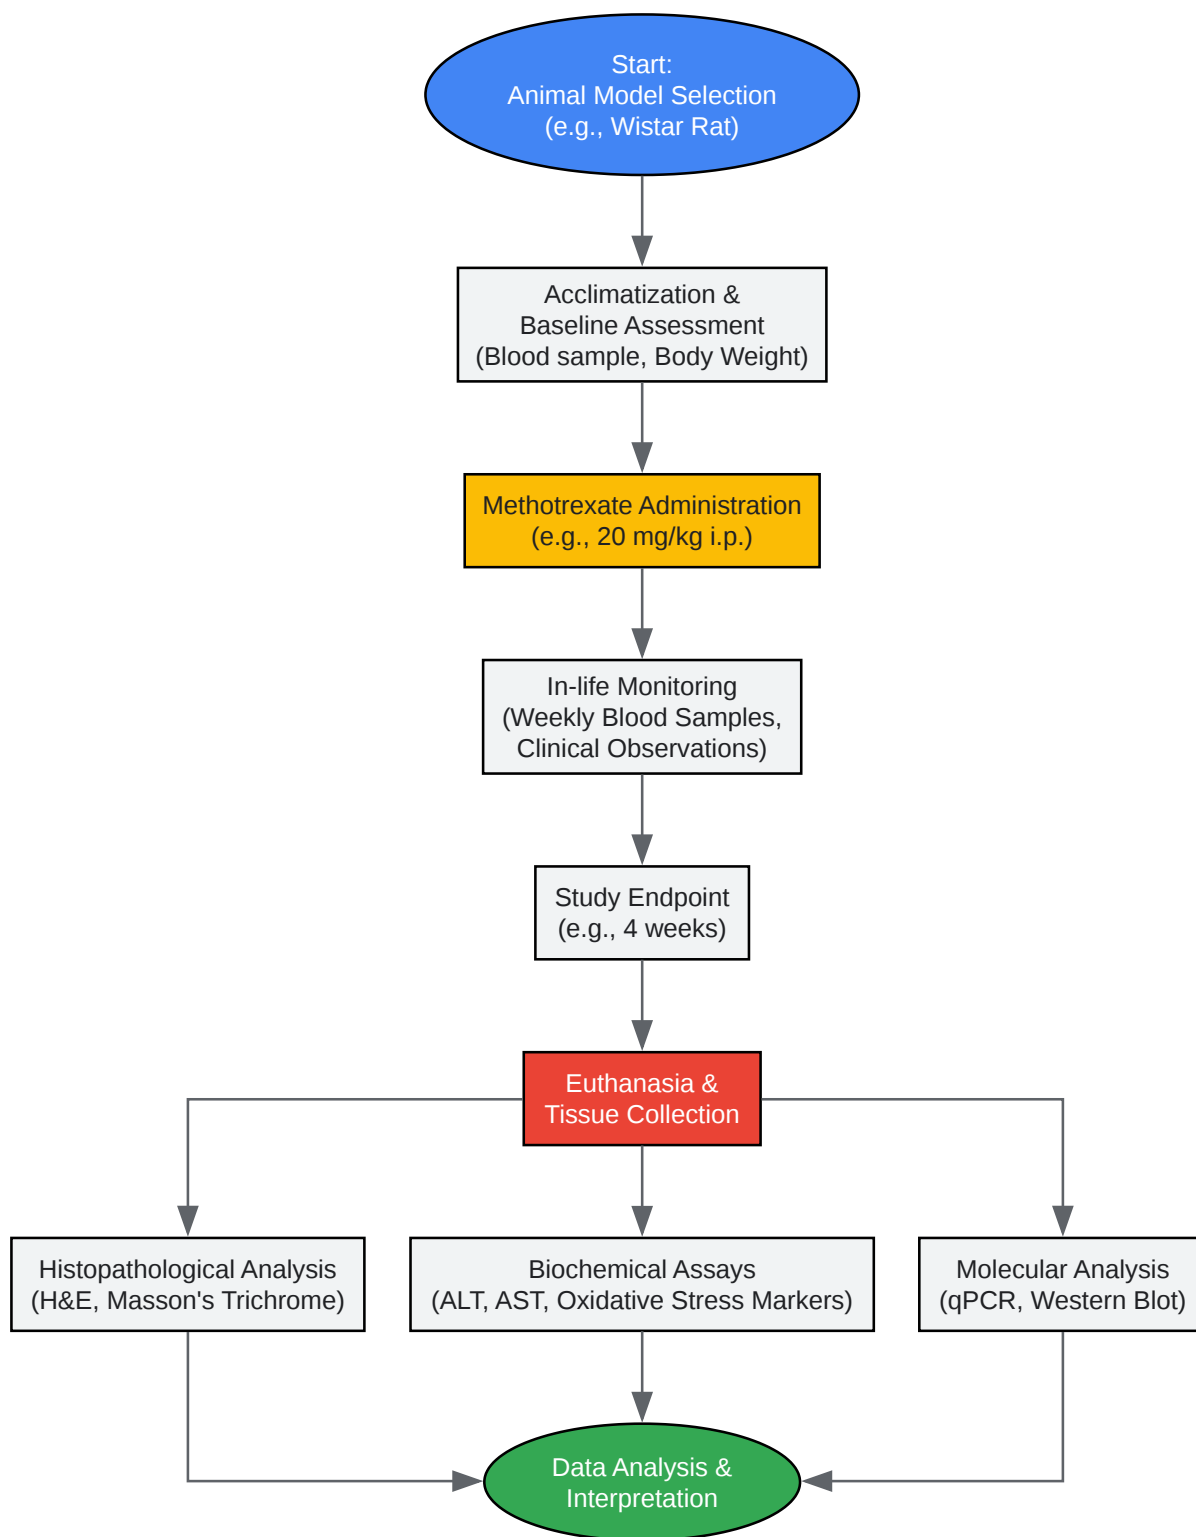 Start:
Animal Model Selection
(e.g., Wistar Rat)
Acclimatization &
Baseline Assessment
(Blood sample, Body Weight)
Methotrexate Administration
(e.g., 20 mg/kg i.p.)
In-life Monitoring
(Weekly Blood Samples,
Clinical Observations)
Study Endpoint
(e.g., 4 weeks)
Euthanasia &
Tissue Collection
Histopathological Analysis
(H&E, Masson's Trichrome)
Biochemical Assays
(ALT, AST, Oxidative Stress Markers)
Molecular Analysis
(qPCR, Western Blot)
Data Analysis &
Interpretation